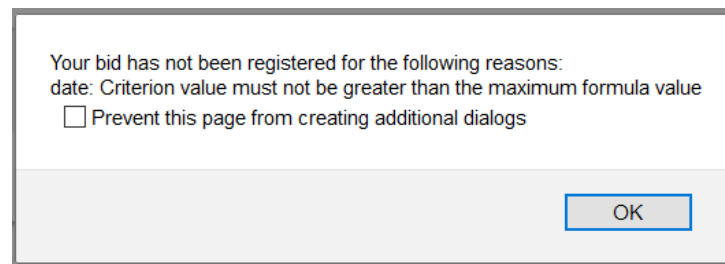 Your bid has not been registered for the following reasons:
date: Criterion value must not be greater than the maximum formula value
Prevent this page from creating additional dialogs
OK